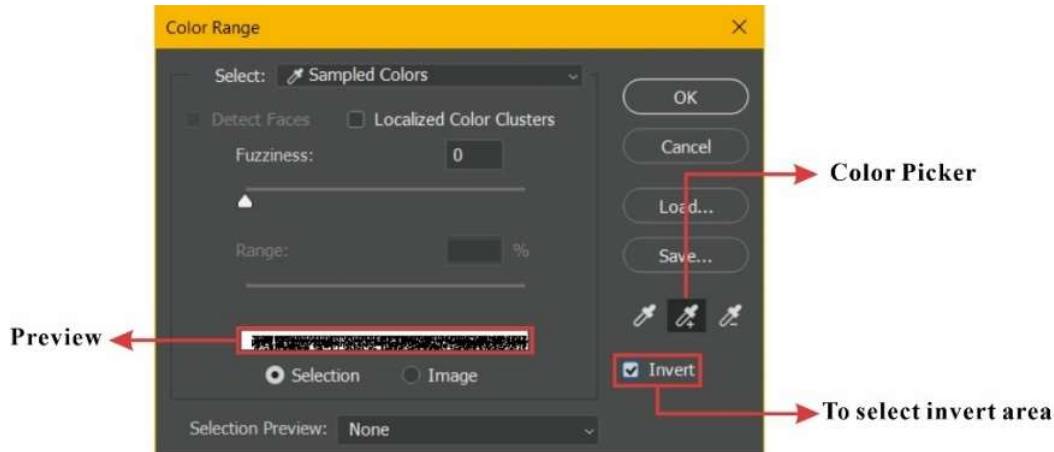 Color Range
Select: Sampled Colors
Detect Faces Localized Color Clusters
Fuzziness: 0
Range: %
Selection Image
Selection Preview: None
OK
Cancel
Load...
Save...
Invert
Color Picker
Preview
To select invert area